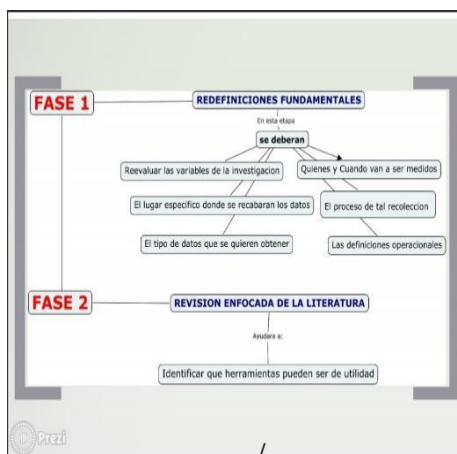 FASE 1
REDEFINICIONES FUNDAMENTALES
En esta etapa
se deberan
Reevaluar las variables de la investigacion
Quienes y Cuando van a ser medidos
El lugar especifico donde se recabaran los datos
El proceso de tal recoleccion
El tipo de datos que se quieren obtener
Las definiciones operacionales
FASE 2
REVISION ENFOCADA DE LA LITERATURA
Ayudara a:
Identificar que herramientas pueden ser de utilidad
Prezi